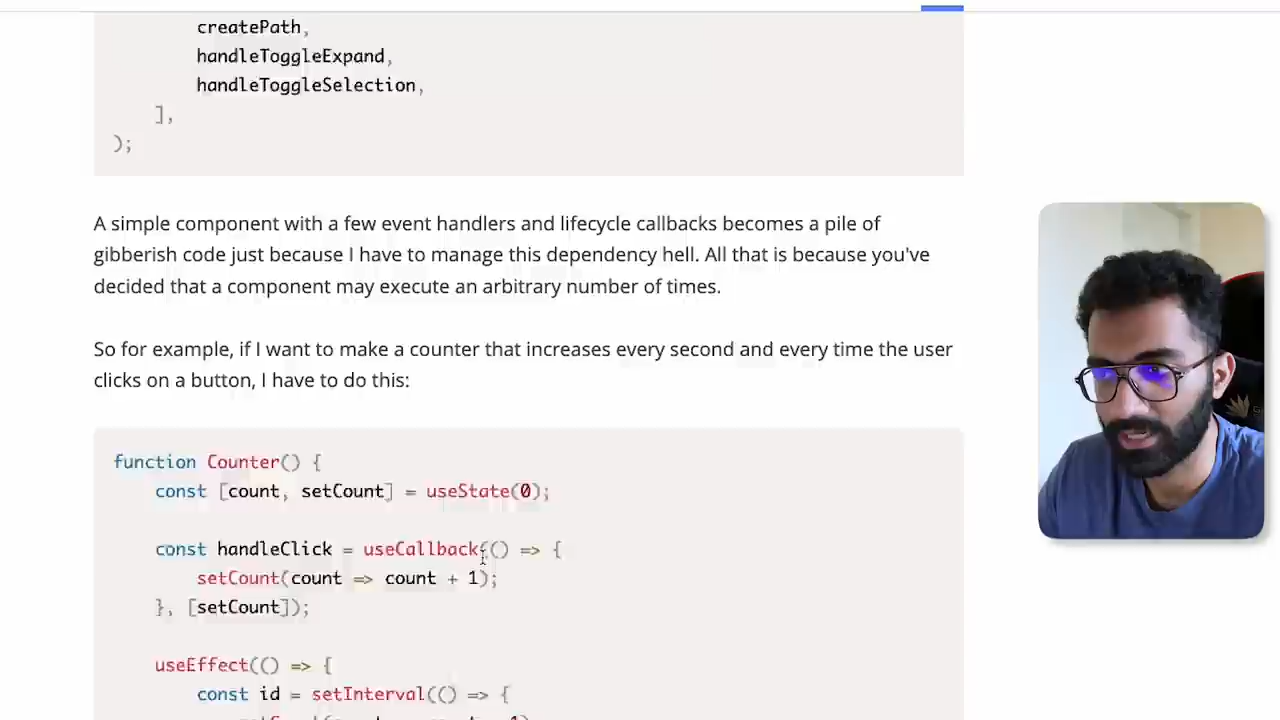 createPath,
handleToggleExpand,
handleToggleSelection,
],
);
A simple component with a few event handlers and lifecycle callbacks becomes a pile of
gibberish code just because I have to manage this dependency hell. All that is because you've
decided that a component may execute an arbitrary number of times.
So for example, if I want to make a counter that increases every second and every time the user
clicks on a button, I have to do this:
function Counter() {
const [count, setCount] = useState(0);
const handleClick = useCallback(() => {
setCount(count => count + 1);
}, [setCount]);
useEffect(() => {
const id = setInterval(() => {